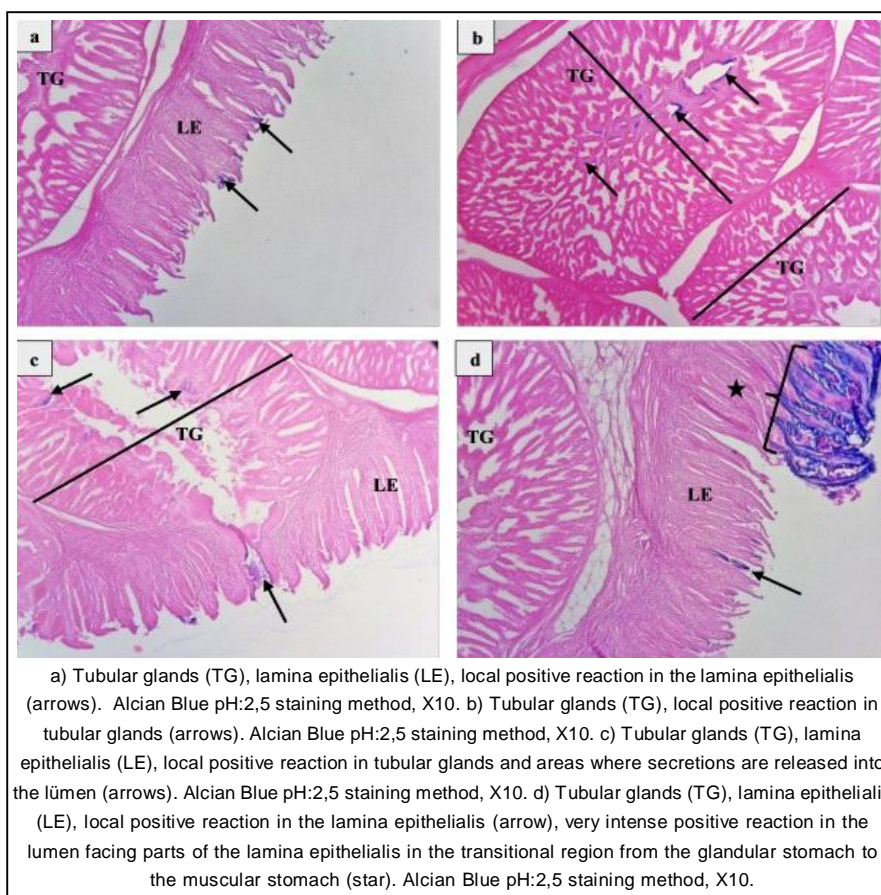 a
TG
LE
b
TG
TG
c
TG
LE
d
TG
LE
a) Tubular glands (TG), lamina epithelialis (LE), local positive reaction in the lamina epithelialis
(arrows). Alcian Blue pH:2,5 staining method, X10. b) Tubular glands (TG), local positive reaction in
tubular glands (arrows). Alcian Blue pH:2,5 staining method, X10. c) Tubular glands (TG), lamina
epithelialis (LE), local positive reaction in tubular glands and areas where secretions are released into
the lümen (arrows). Alcian Blue pH:2,5 staining method, X10. d) Tubular glands (TG), lamina epitheliali
(LE), local positive reaction in the lamina epithelialis (arrow), very intense positive reaction in the
lumen facing parts of the lamina epithelialis in the transitional region from the glandular stomach to
the muscular stomach (star). Alcian Blue pH:2,5 staining method, X10.